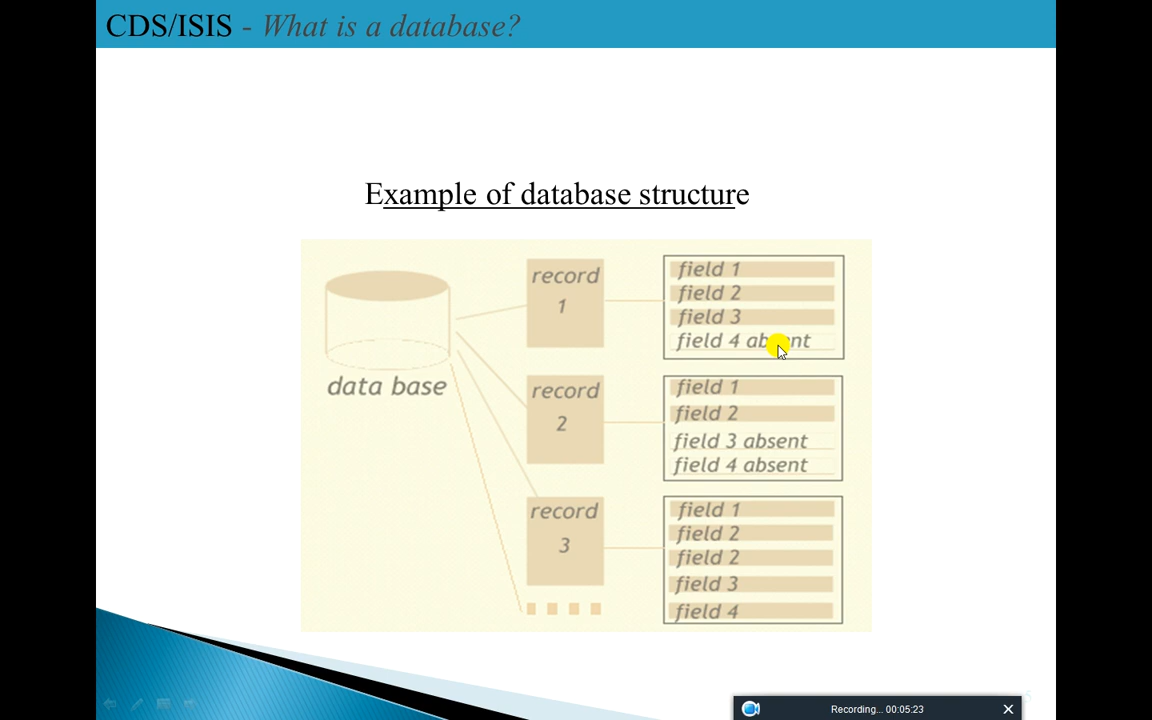 CDS/ISIS - What is a database?
Example of database structure
data base
record
1
field 1
field 2
field 3
field 4 absent
record
2
field 1
field 2
field 3 absent
field 4 absent
record
3
field 1
field 2
field 2
field 3
field 4
Recording... 00:05:23